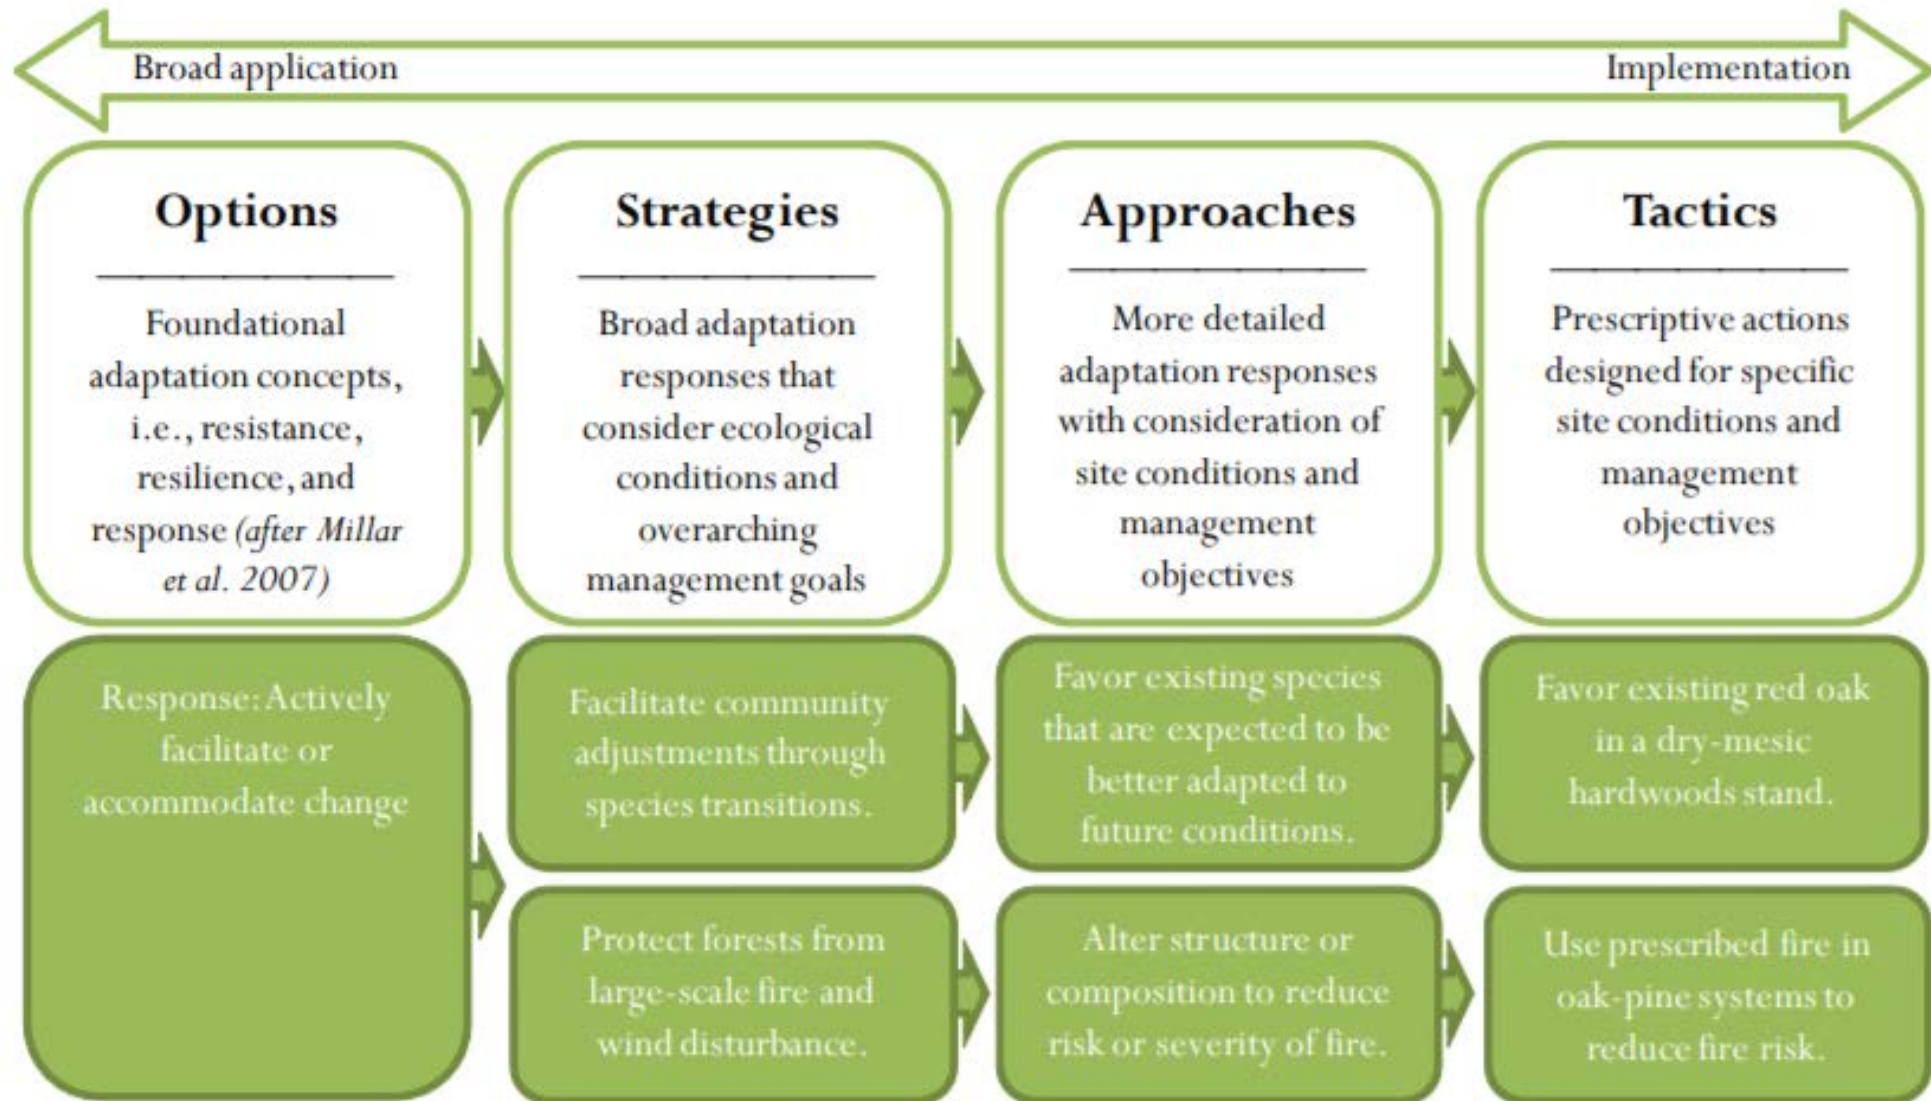 Broad application
Implementation
Options
Foundational
adaptation concepts,
i.e., resistance,
resilience, and
response (after Millar
et al. 2007)
Strategies
Broad adaptation
responses that
consider ecological
conditions and
overarching
management goals
Approaches
More detailed
adaptation responses
with consideration of
site conditions and
management
objectives
Tactics
Prescriptive actions
designed for specific
site conditions and
management
objectives
Response: Actively
facilitate or
accommodate change
Facilitate community
adjustments through
species transitions.
Favor existing species
that are expected to be
better adapted to
future conditions.
Favor existing red oak
in a dry-mesic
hardwoods stand.
Protect forests from
large-scale fire and
wind disturbance.
Alter structure or
composition to reduce
risk or severity of fire.
Use prescribed fire in
oak-pine systems to
reduce fire risk.